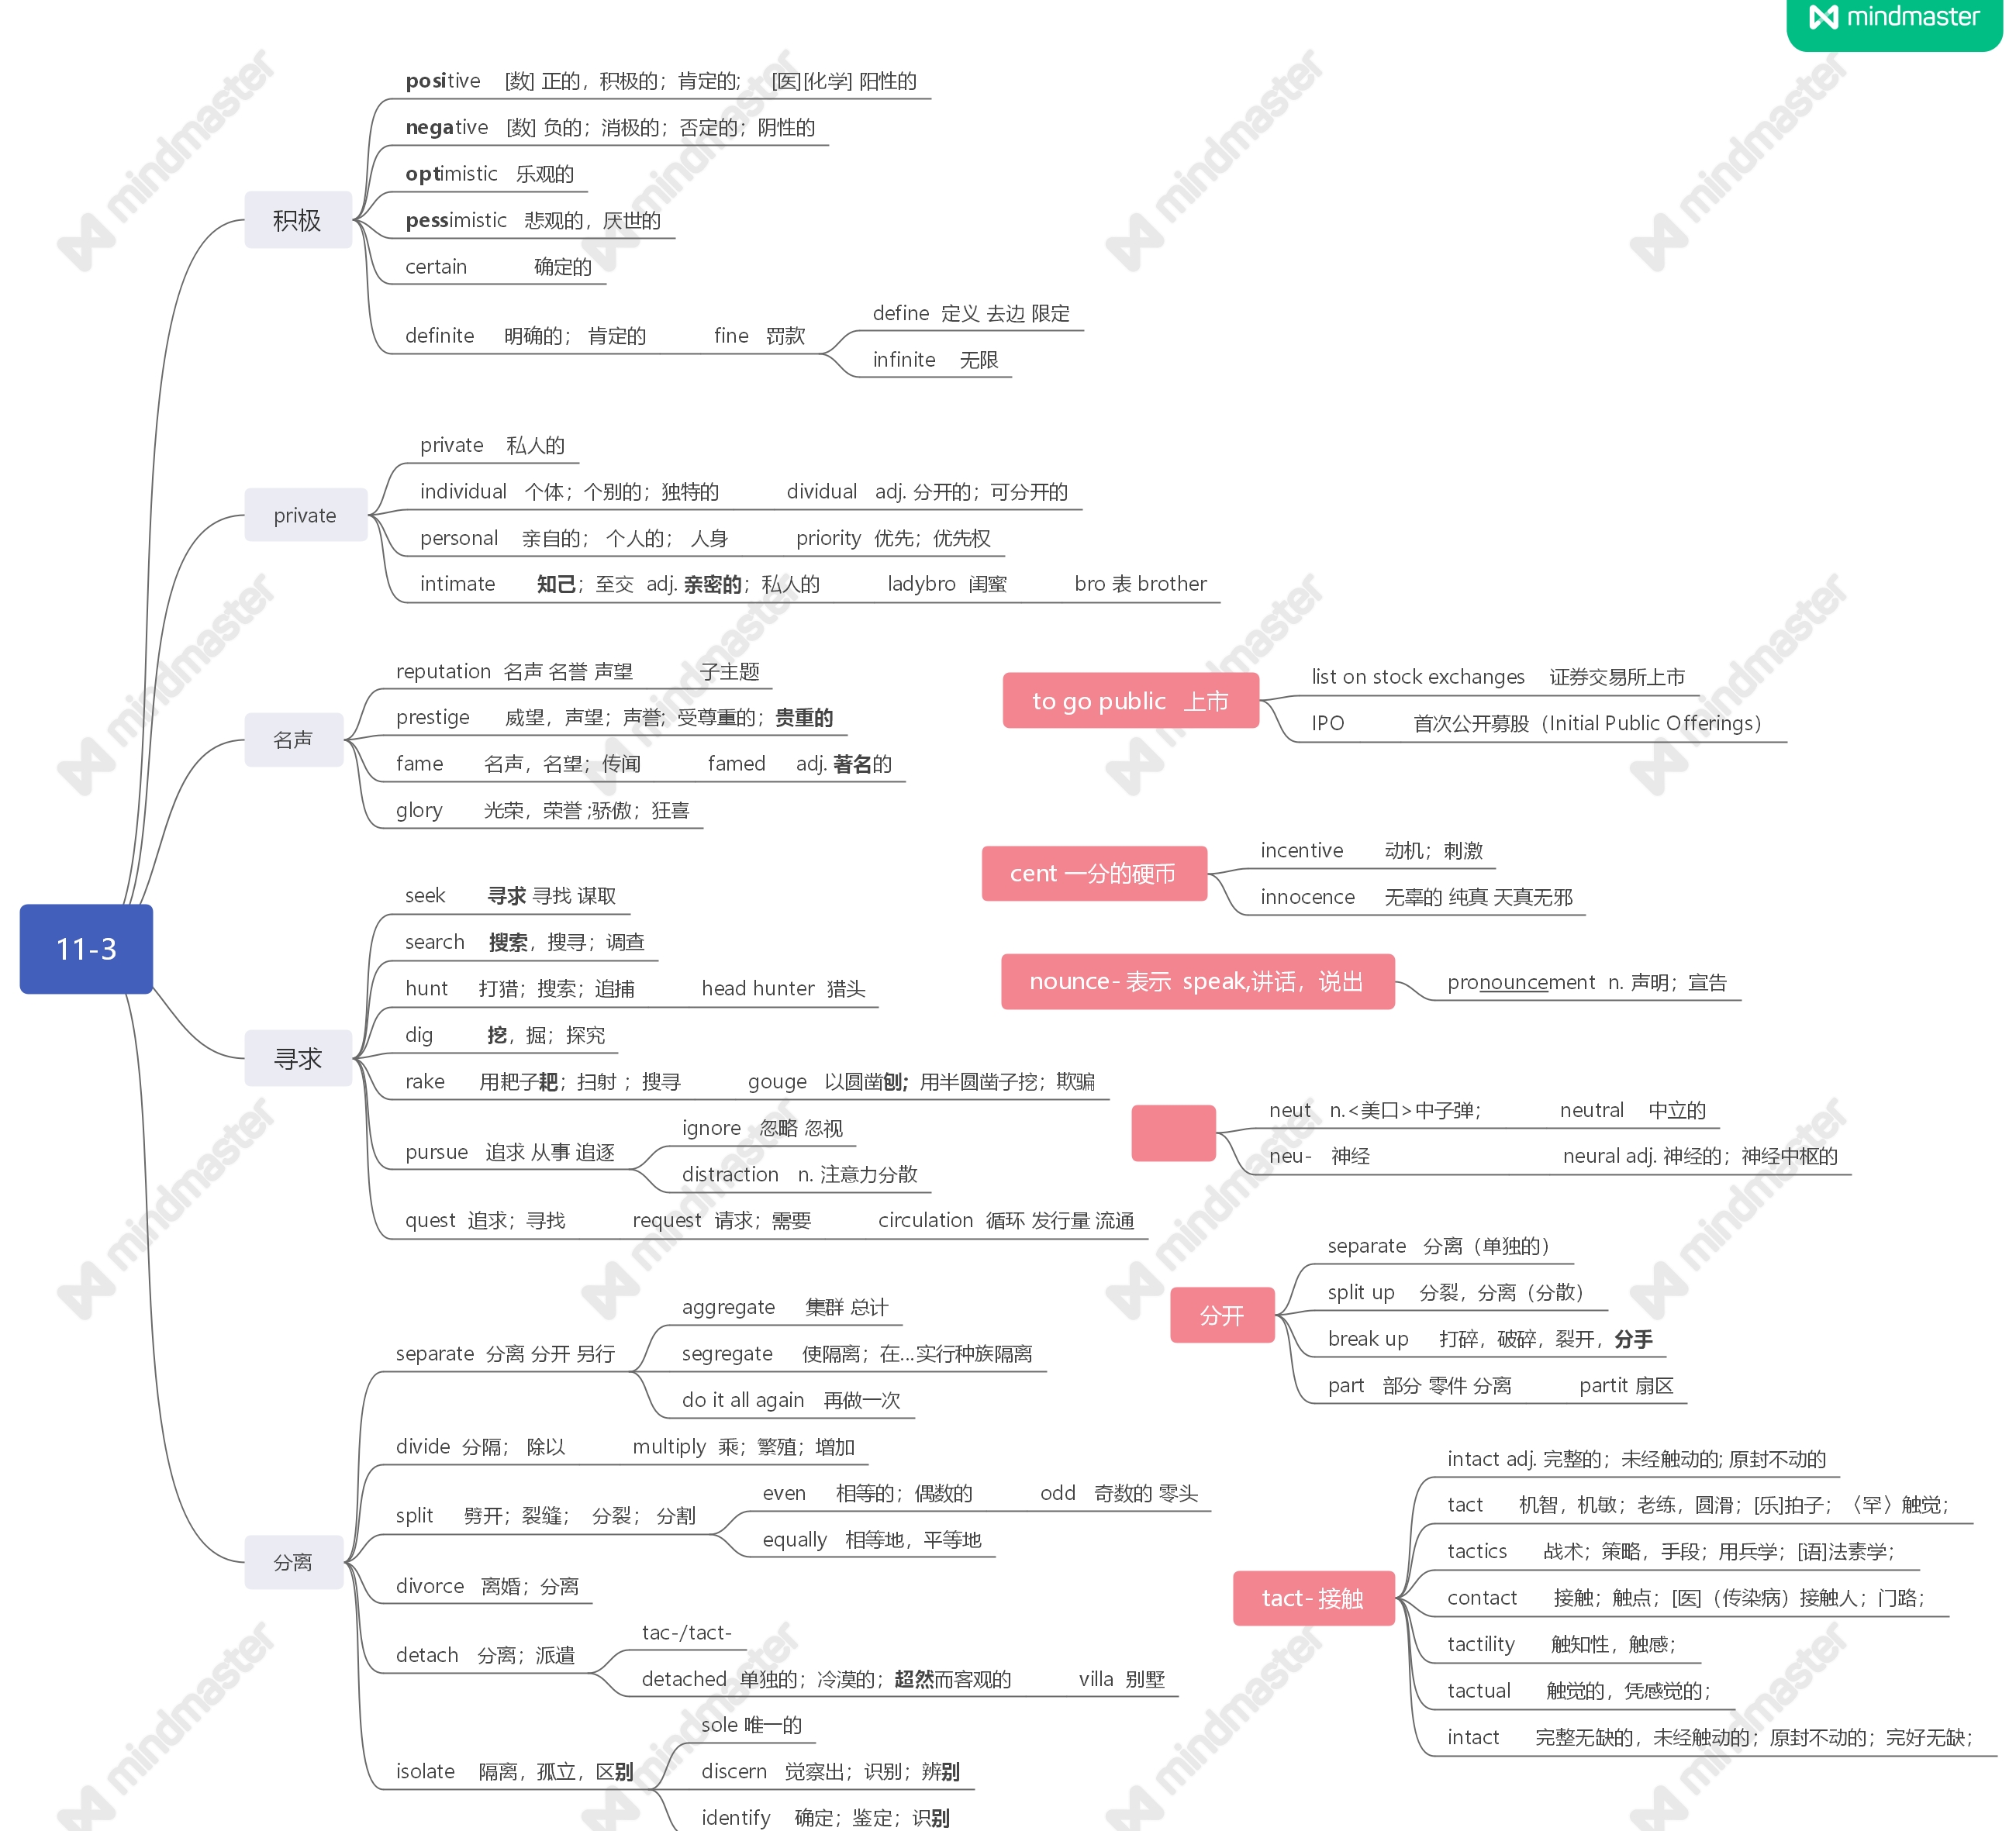 mindmaster
11-3
积极
positive [数] 正的，积极的；肯定的； [医][化学] 阳性的
negative [数] 负的；消极的；否定的；阴性的
optimistic 乐观的
pessimistic 悲观的，厌世的
certain 确定的
definite 明确的； 肯定的 fine 罚款
define 定义 去边 限定
infinite 无限
private
private 私人的
individual 个体；个别的；独特的 dividual adj. 分开的；可分开的
personal 亲自的； 个人的； 人身 priority 优先；优先权
intimate 知己；至交 adj. 亲密的；私人的 ladybro 闺蜜 bro 表 brother
名声
reputation 名声 名誉 声望 子主题
prestige 威望，声望；声誉; 受尊重的；贵重的
fame 名声，名望；传闻 famed adj. 著名的
glory 光荣，荣誉 ;骄傲；狂喜
寻求
seek 寻求 寻找 谋取
search 搜索，搜寻；调查
hunt 打猎；搜索；追捕 head hunter 猎头
dig 挖，掘；探究
rake 用耙子耙；扫射 ；搜寻 gouge 以圆凿刨; 用半圆凿子挖；欺骗
pursue 追求 从事 追逐
ignore 忽略 忽视
distraction n. 注意力分散
quest 追求；寻找 request 请求；需要 circulation 循环 发行量 流通
分离
separate 分离 分开 另行
aggregate 集群 总计
segregate 使隔离；在...实行种族隔离
do it all again 再做一次
divide 分隔； 除以 multiply 乘；繁殖；增加
split 劈开；裂缝； 分裂； 分割
even 相等的；偶数的 odd 奇数的 零头
equally 相等地，平等地
divorce 离婚；分离
detach 分离；派遣
tac-/tact-
detached 单独的；冷漠的；超然而客观的 villa 别墅
isolate 隔离，孤立，区别
sole 唯一的
discern 觉察出；识别；辨别
identify 确定；鉴定；识别
to go public 上市
list on stock exchanges 证券交易所上市
IPO 首次公开募股（Initial Public Offerings）
cent 一分的硬币
incentive 动机；刺激
innocence 无辜的 纯真 天真无邪
nounce- 表示 speak,讲话，说出
pronouncement n. 声明；宣告
neut n.<美口>中子弹； neutral 中立的
neu- 神经 neural adj. 神经的；神经中枢的
分开
separate 分离（单独的）
split up 分裂，分离（分散）
break up 打碎，破碎，裂开，分手
part 部分 零件 分离 partit 扇区
tact- 接触
intact adj. 完整的；未经触动的; 原封不动的
tact 机智，机敏；老练，圆滑；[乐]拍子；〈罕〉触觉；
tactics 战术；策略，手段；用兵学；[语]法素学；
contact 接触；触点；[医]（传染病）接触人；门路；
tactility 触知性，触感；
tactual 触觉的，凭感觉的；
intact 完整无缺的，未经触动的；原封不动的；完好无缺；